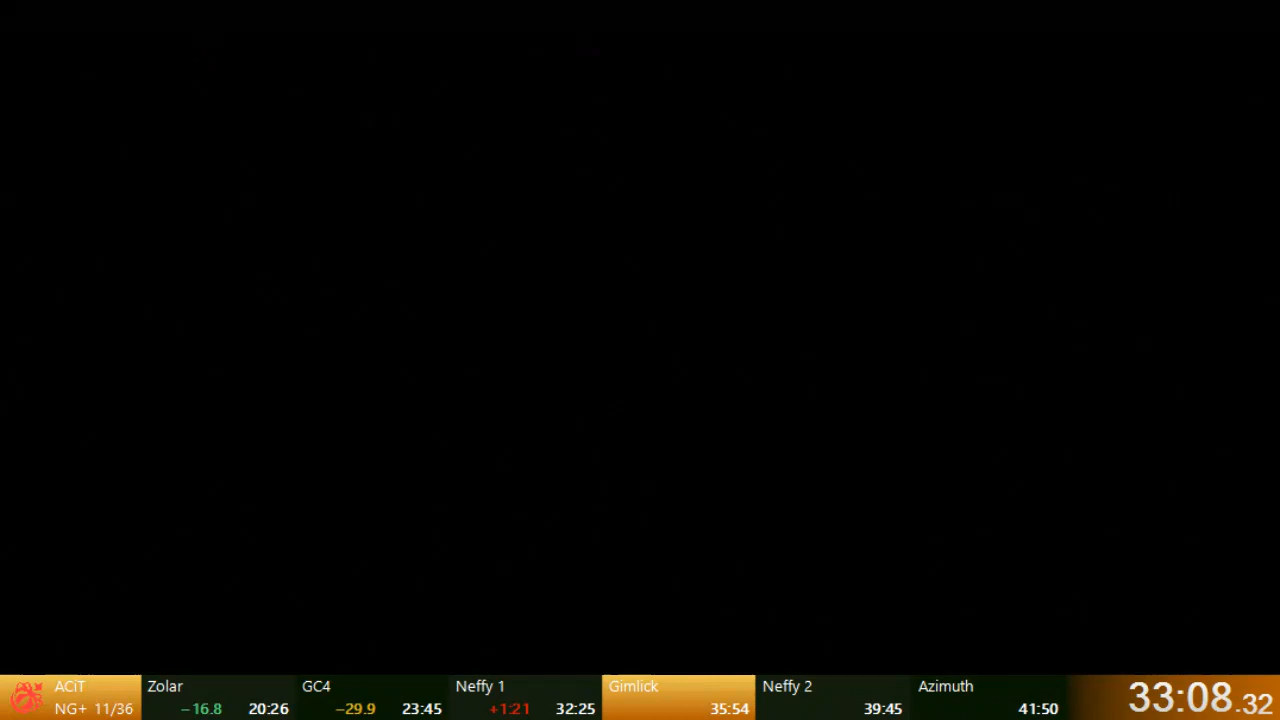 ACiT
NG+ 11/36
Zolar
−16.8 20:26
GC4
−29.9 23:45
Neffy 1
+1:21 32:25
Gimlick
35:54
Neffy 2
39:45
Azimuth
41:50
33:08.32